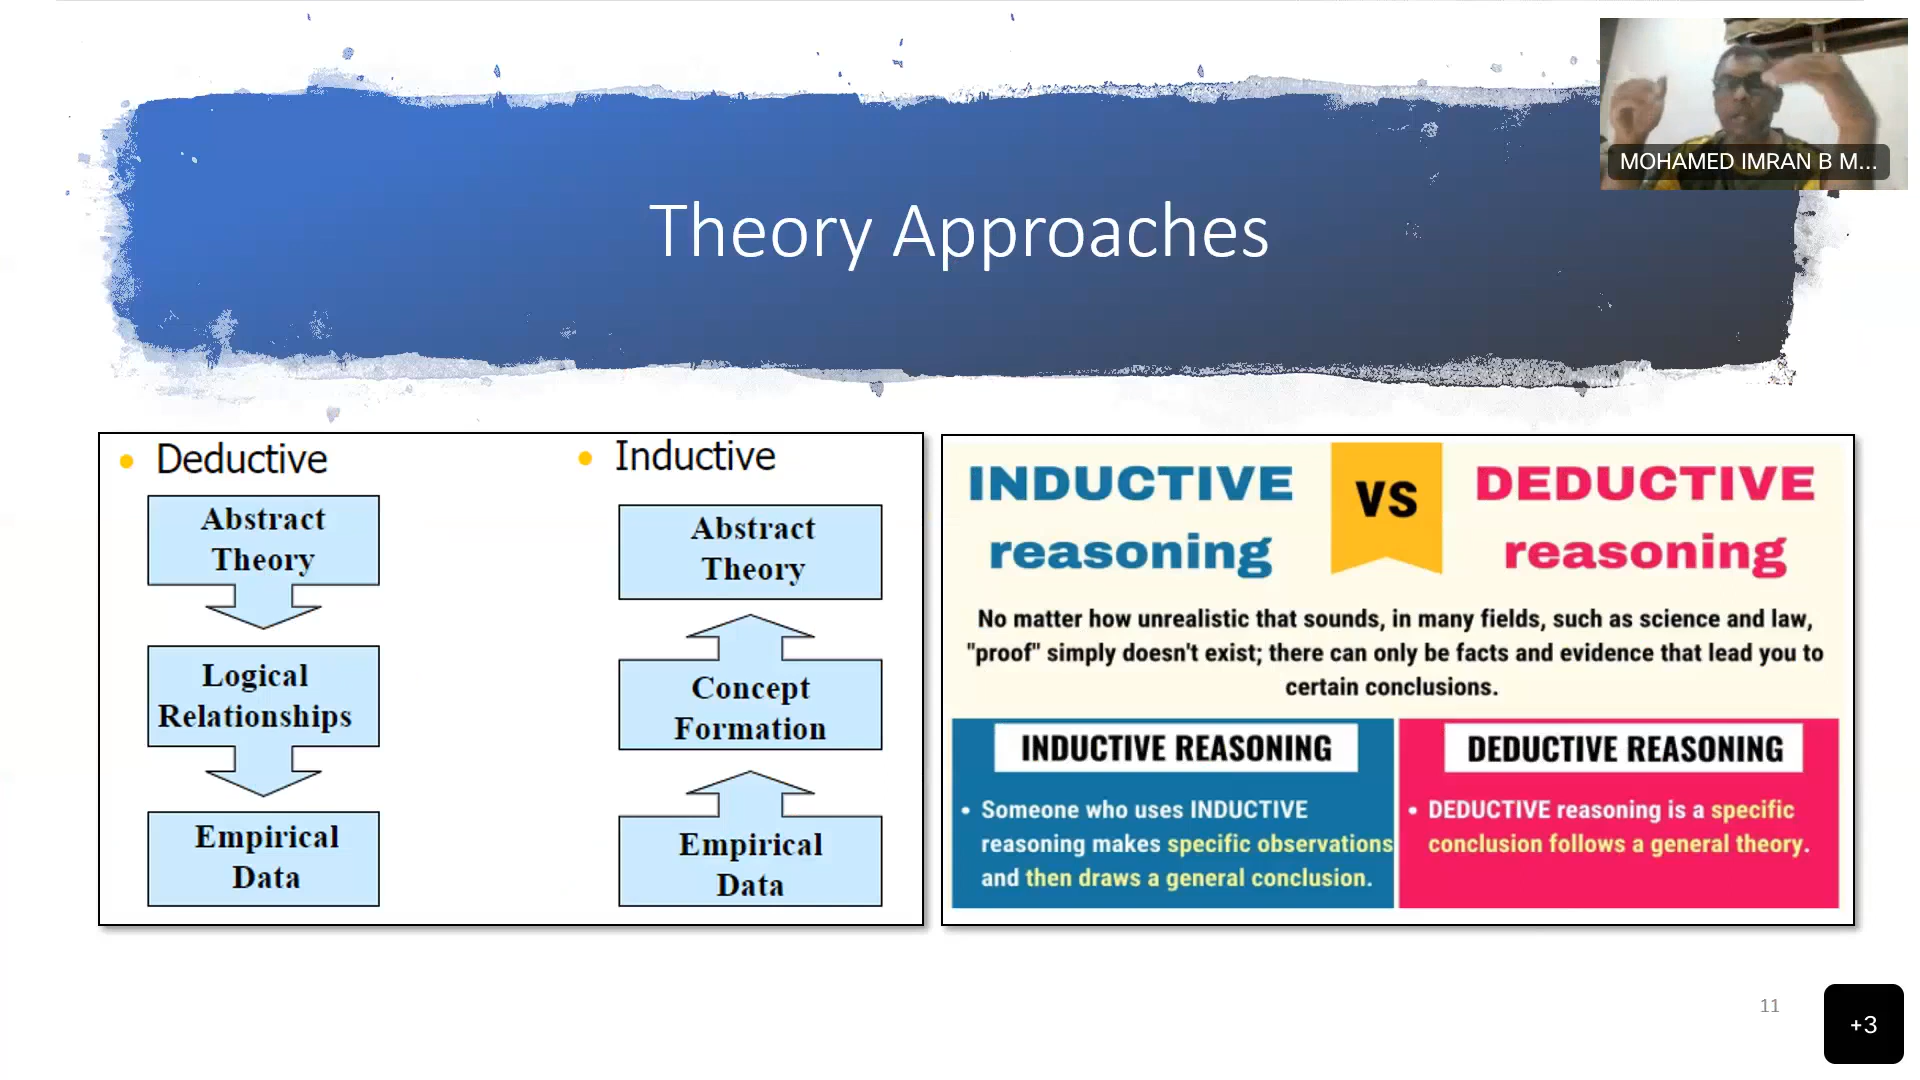 MOHAMED IMRAN B M...
Theory Approaches
• Deductive
Abstract
Theory
Logical
Relationships
Empirical
Data
• Inductive
Abstract
Theory
Concept
Formation
Empirical
Data
INDUCTIVE
reasoning
VS
DEDUCTIVE
reasoning
No matter how unrealistic that sounds, in many fields, such as science and law,
"proof" simply doesn't exist; there can only be facts and evidence that lead you to
certain conclusions.
INDUCTIVE REASONING
• Someone who uses INDUCTIVE
reasoning makes specific observations
and then draws a general conclusion.
DEDUCTIVE REASONING
• DEDUCTIVE reasoning is a specific
conclusion follows a general theory.
11
+3